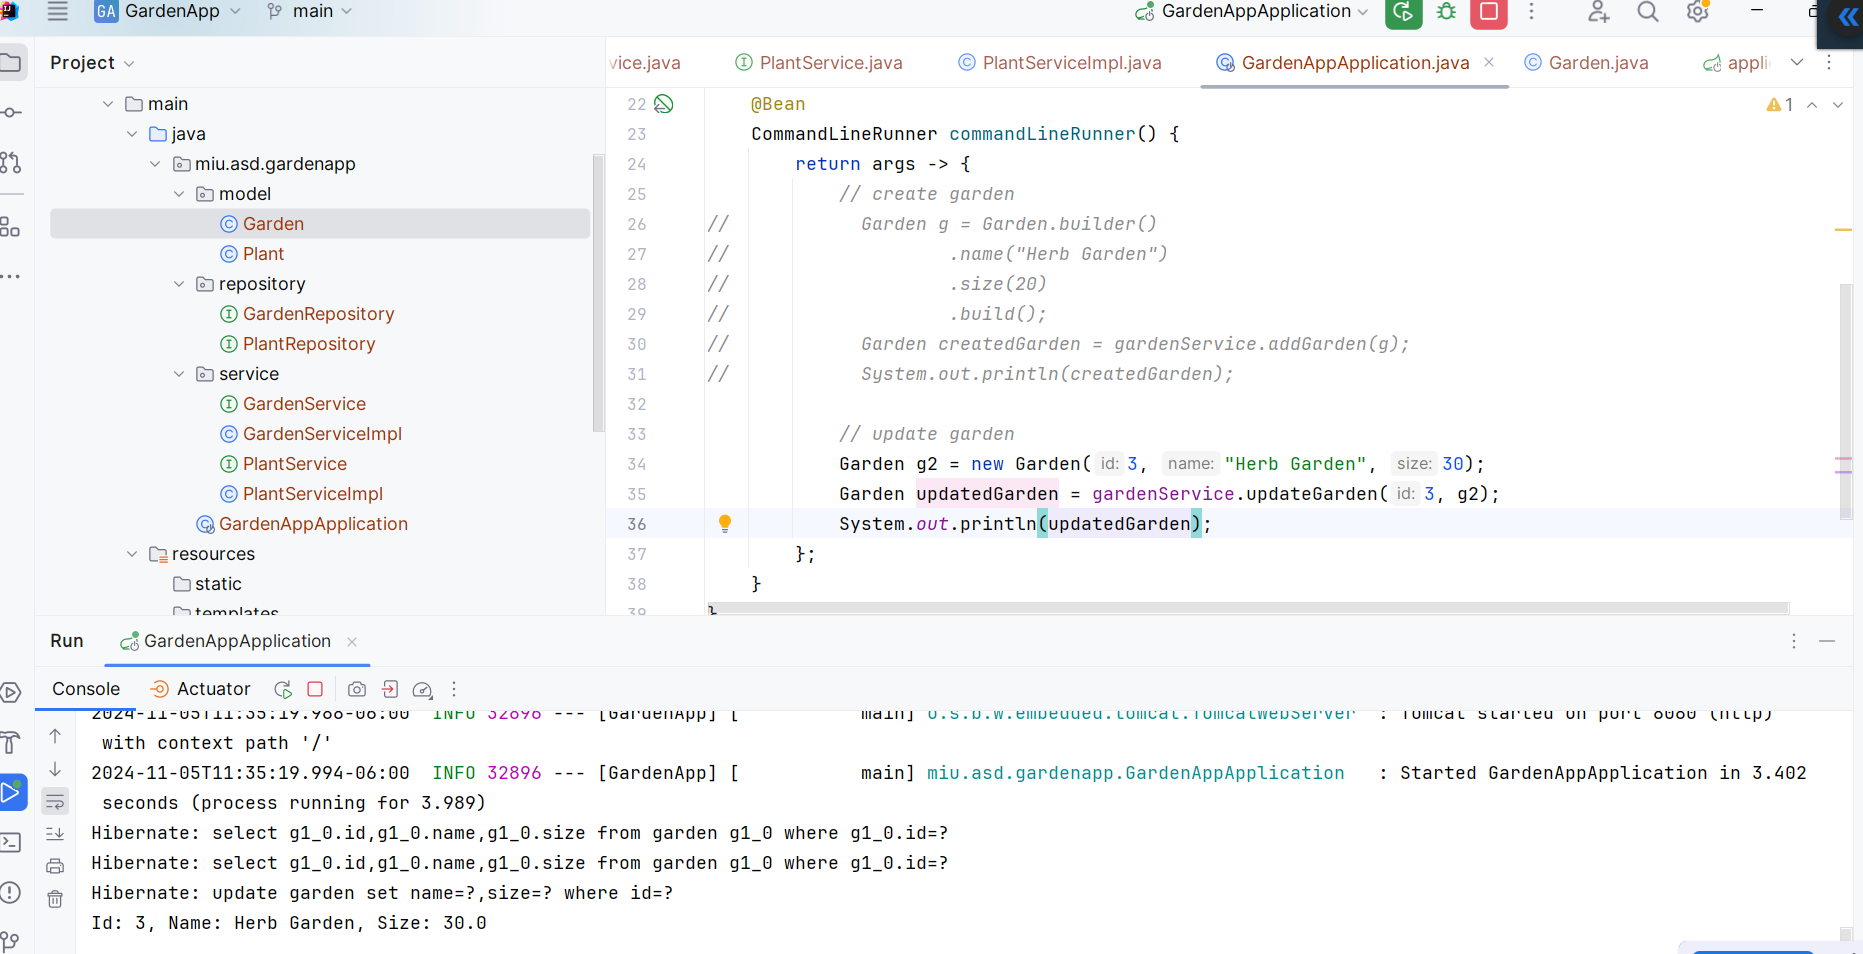 GA GardenApp main GardenAppApplication
Project
vice.java PlantService.java PlantServiceImpl.java GardenAppApplication.java Garden.java appli
main
java
miu.asd.gardenapp
model
Garden
Plant
repository
GardenRepository
PlantRepository
service
GardenService
GardenServiceImpl
PlantService
PlantServiceImpl
GardenAppApplication
resources
static
templates
1
22 @Bean
23 CommandLineRunner commandLineRunner() {
24 return args -> {
25 // create garden
26 // Garden g = Garden.builder()
27 // .name("Herb Garden")
28 // .size(20)
29 // .build();
30 // Garden createdGarden = gardenService.addGarden(g);
31 // System.out.println(createdGarden);
32
33 // update garden
34 Garden g2 = new Garden( id: 3, name: "Herb Garden", size: 30);
35 Garden updatedGarden = gardenService.updateGarden( id: 3, g2);
36 System.out.println(updatedGarden);
37 };
38 }
39 }
Run GardenAppApplication
Console Actuator
2024-11-05T11:35:19.988-06:00 INFO 32896 --- [GardenApp] [ main] o.s.b.w.embedded.tomcat.TomcatWebServer : Tomcat started on port 8080 (http)
with context path '/'
2024-11-05T11:35:19.994-06:00 INFO 32896 --- [GardenApp] [ main] miu.asd.gardenapp.GardenAppApplication : Started GardenAppApplication in 3.402
seconds (process running for 3.989)
Hibernate: select g1_0.id,g1_0.name,g1_0.size from garden g1_0 where g1_0.id=?
Hibernate: select g1_0.id,g1_0.name,g1_0.size from garden g1_0 where g1_0.id=?
Hibernate: update garden set name=?,size=? where id=?
Id: 3, Name: Herb Garden, Size: 30.0